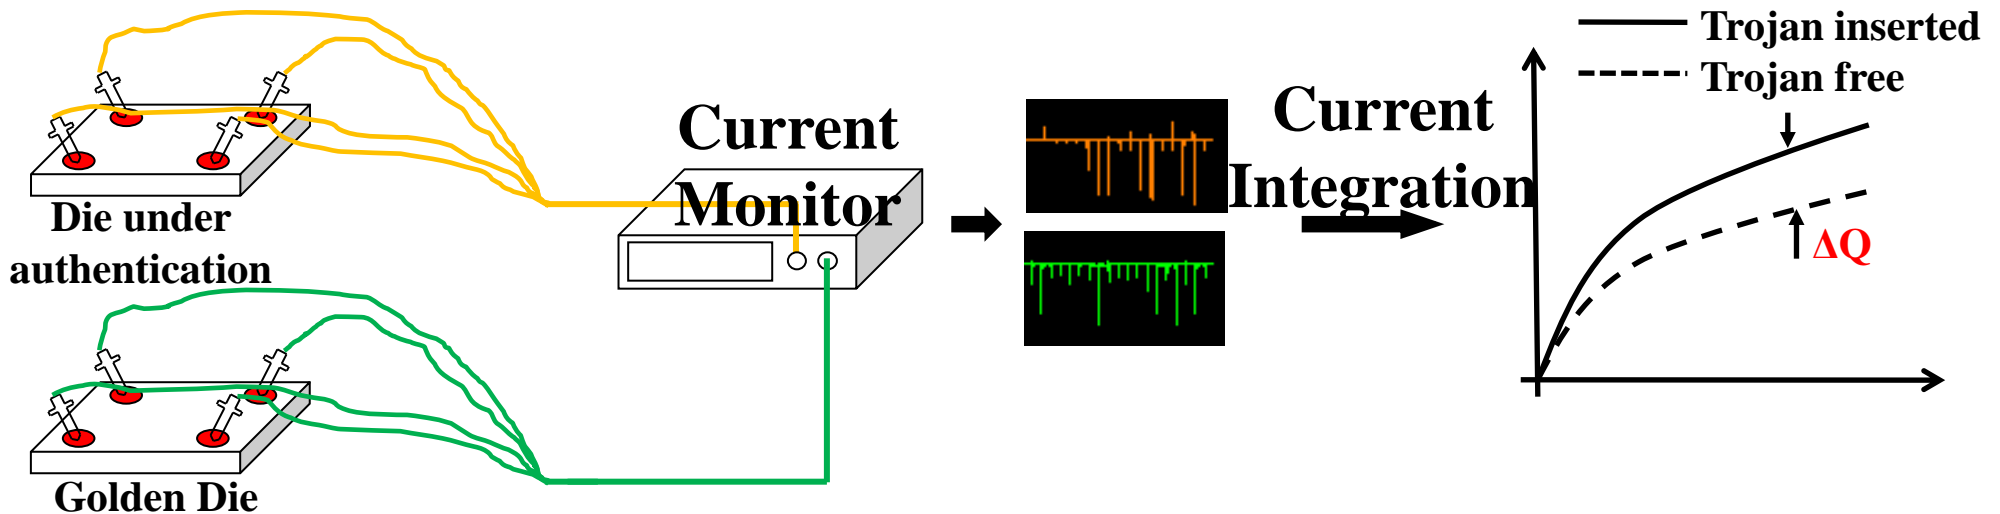 Die under
authentication
Golden Die
Current
Monitor
Current
Integration
Trojan inserted
Trojan free
ΔQ